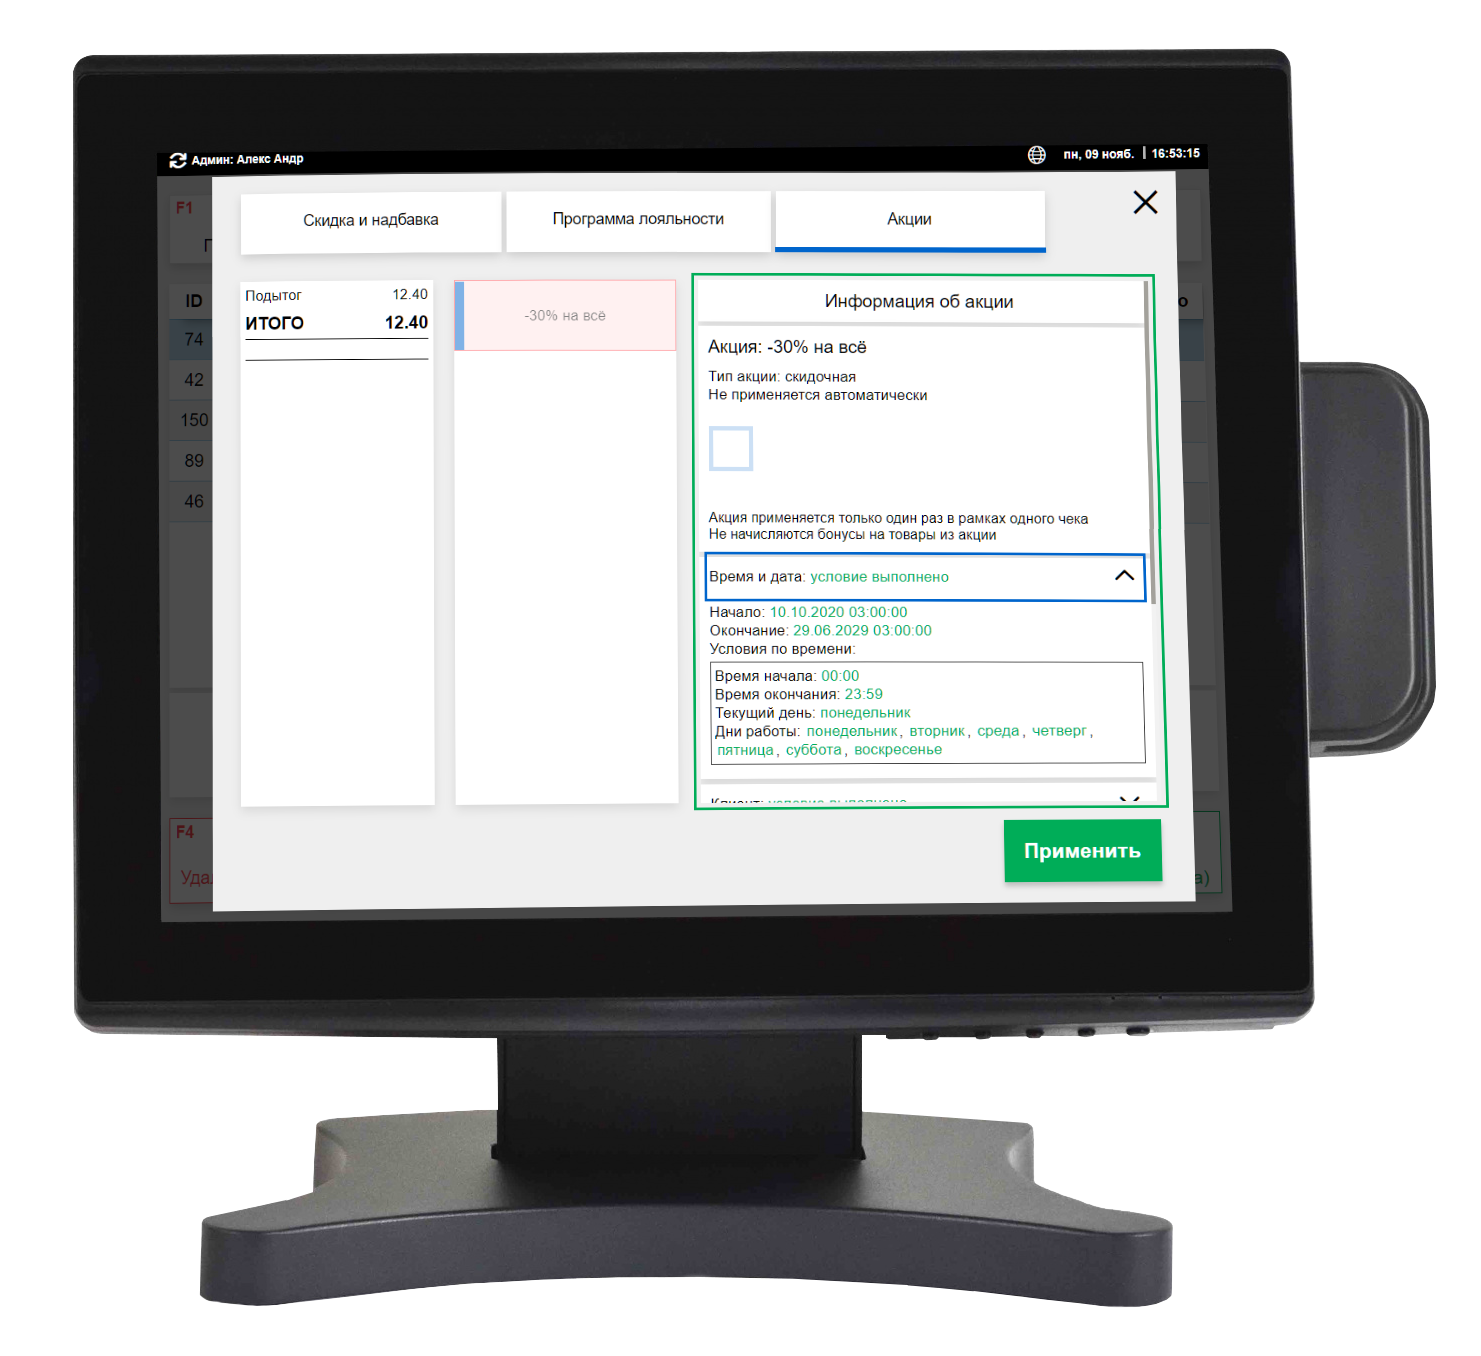 Админ: Алекс Андр
пн, 09 нояб. | 16:53:15
F1
Скидка и надбавка
Программа лояльности
Акции
ID
74
42
150
89
46
Подытог 12.40
ИТОГО 12.40
-30% на всё
Информация об акции
Акция: -30% на всё
Тип акции: скидочная
Не применяется автоматически
Акция применяется только один раз в рамках одного чека
Не начисляются бонусы на товары из акции
Время и дата: условие выполнено
Начало: 10.10.2020 03:00:00
Окончание: 29.06.2029 03:00:00
Условия по времени:
Время начала: 00:00
Время окончания: 23:59
Текущий день: понедельник
Дни работы: понедельник, вторник, среда, четверг,
пятница, суббота, воскресенье
Клиент: условие выполнено
F4
Применить